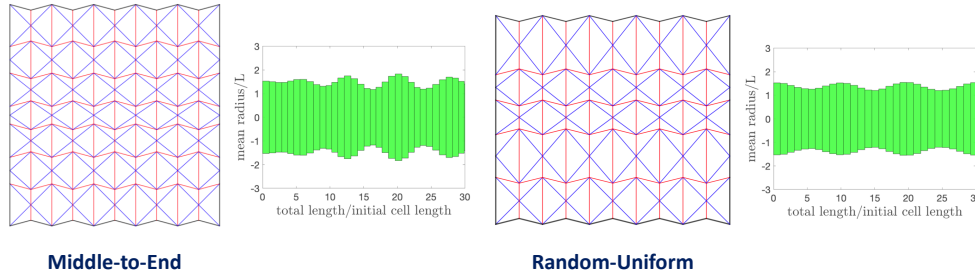 3
2
1
0
-1
-2
-3
mean radius/L
0 5 10 15 20 25 30
total length/initial cell length
Middle-to-End
3
2
1
0
-1
-2
-3
mean radius/L
0 5 10 15 20 25 3
total length/initial cell length
Random-Uniform